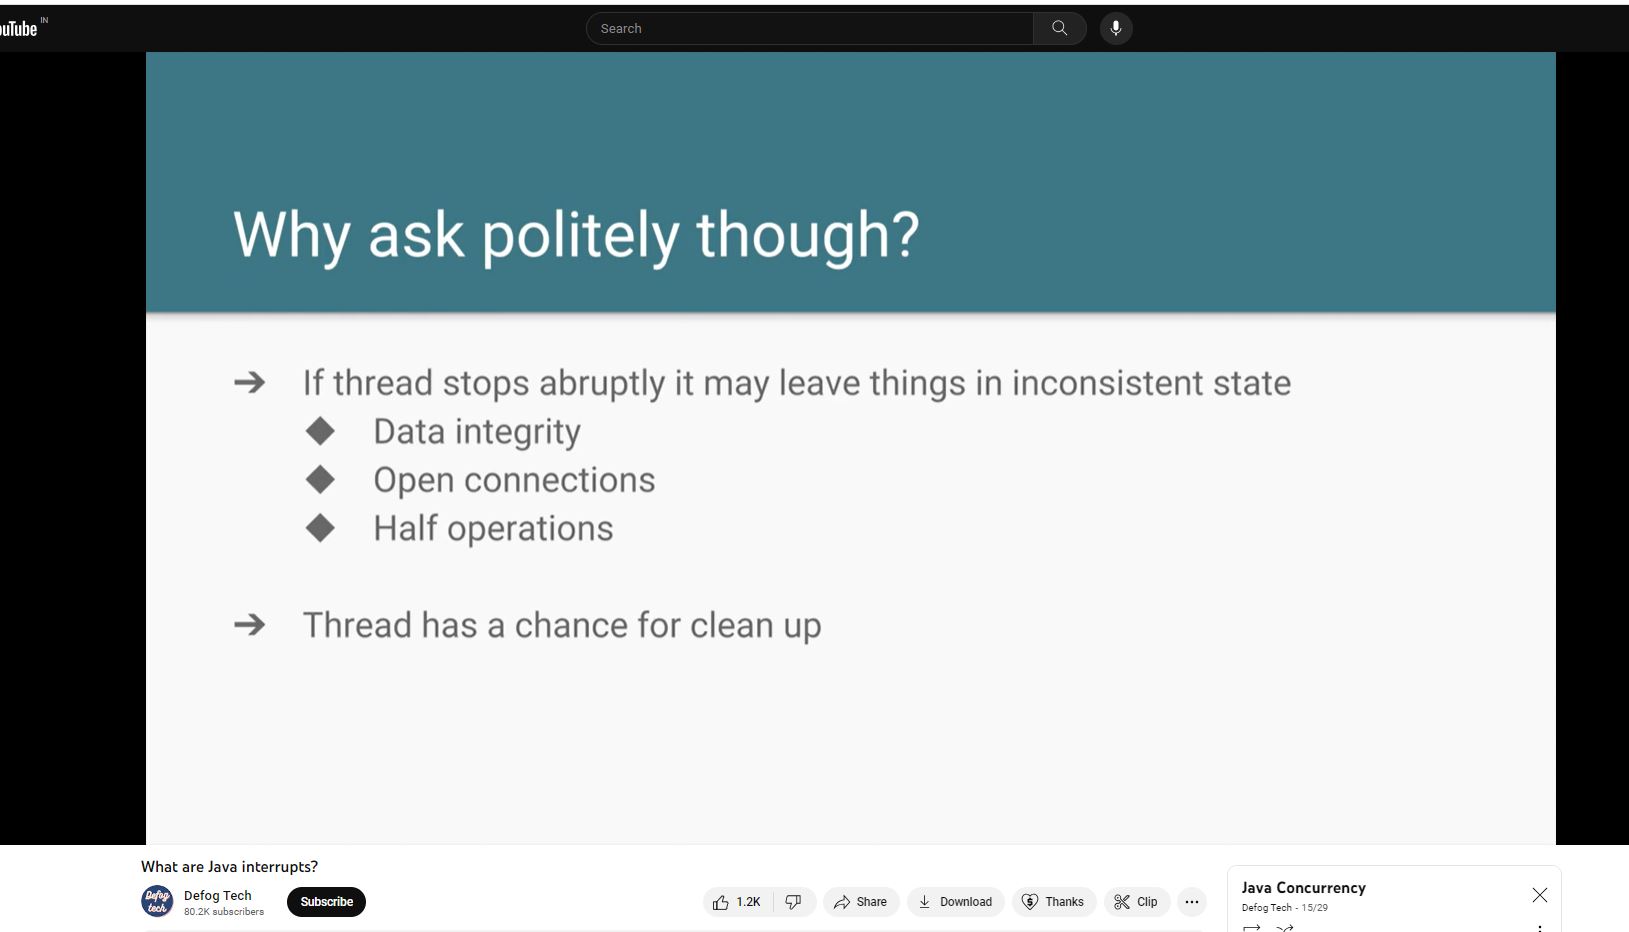 ouTube IN
Search
Why ask politely though?
➔ If thread stops abruptly it may leave things in inconsistent state
◆ Data integrity
◆ Open connections
◆ Half operations
➔ Thread has a chance for clean up
What are Java interrupts?
Defog tech
Defog Tech
80.2K subscribers
Subscribe
1.2K
Share
Download
Thanks
Clip
Java Concurrency
Defog Tech - 15/29